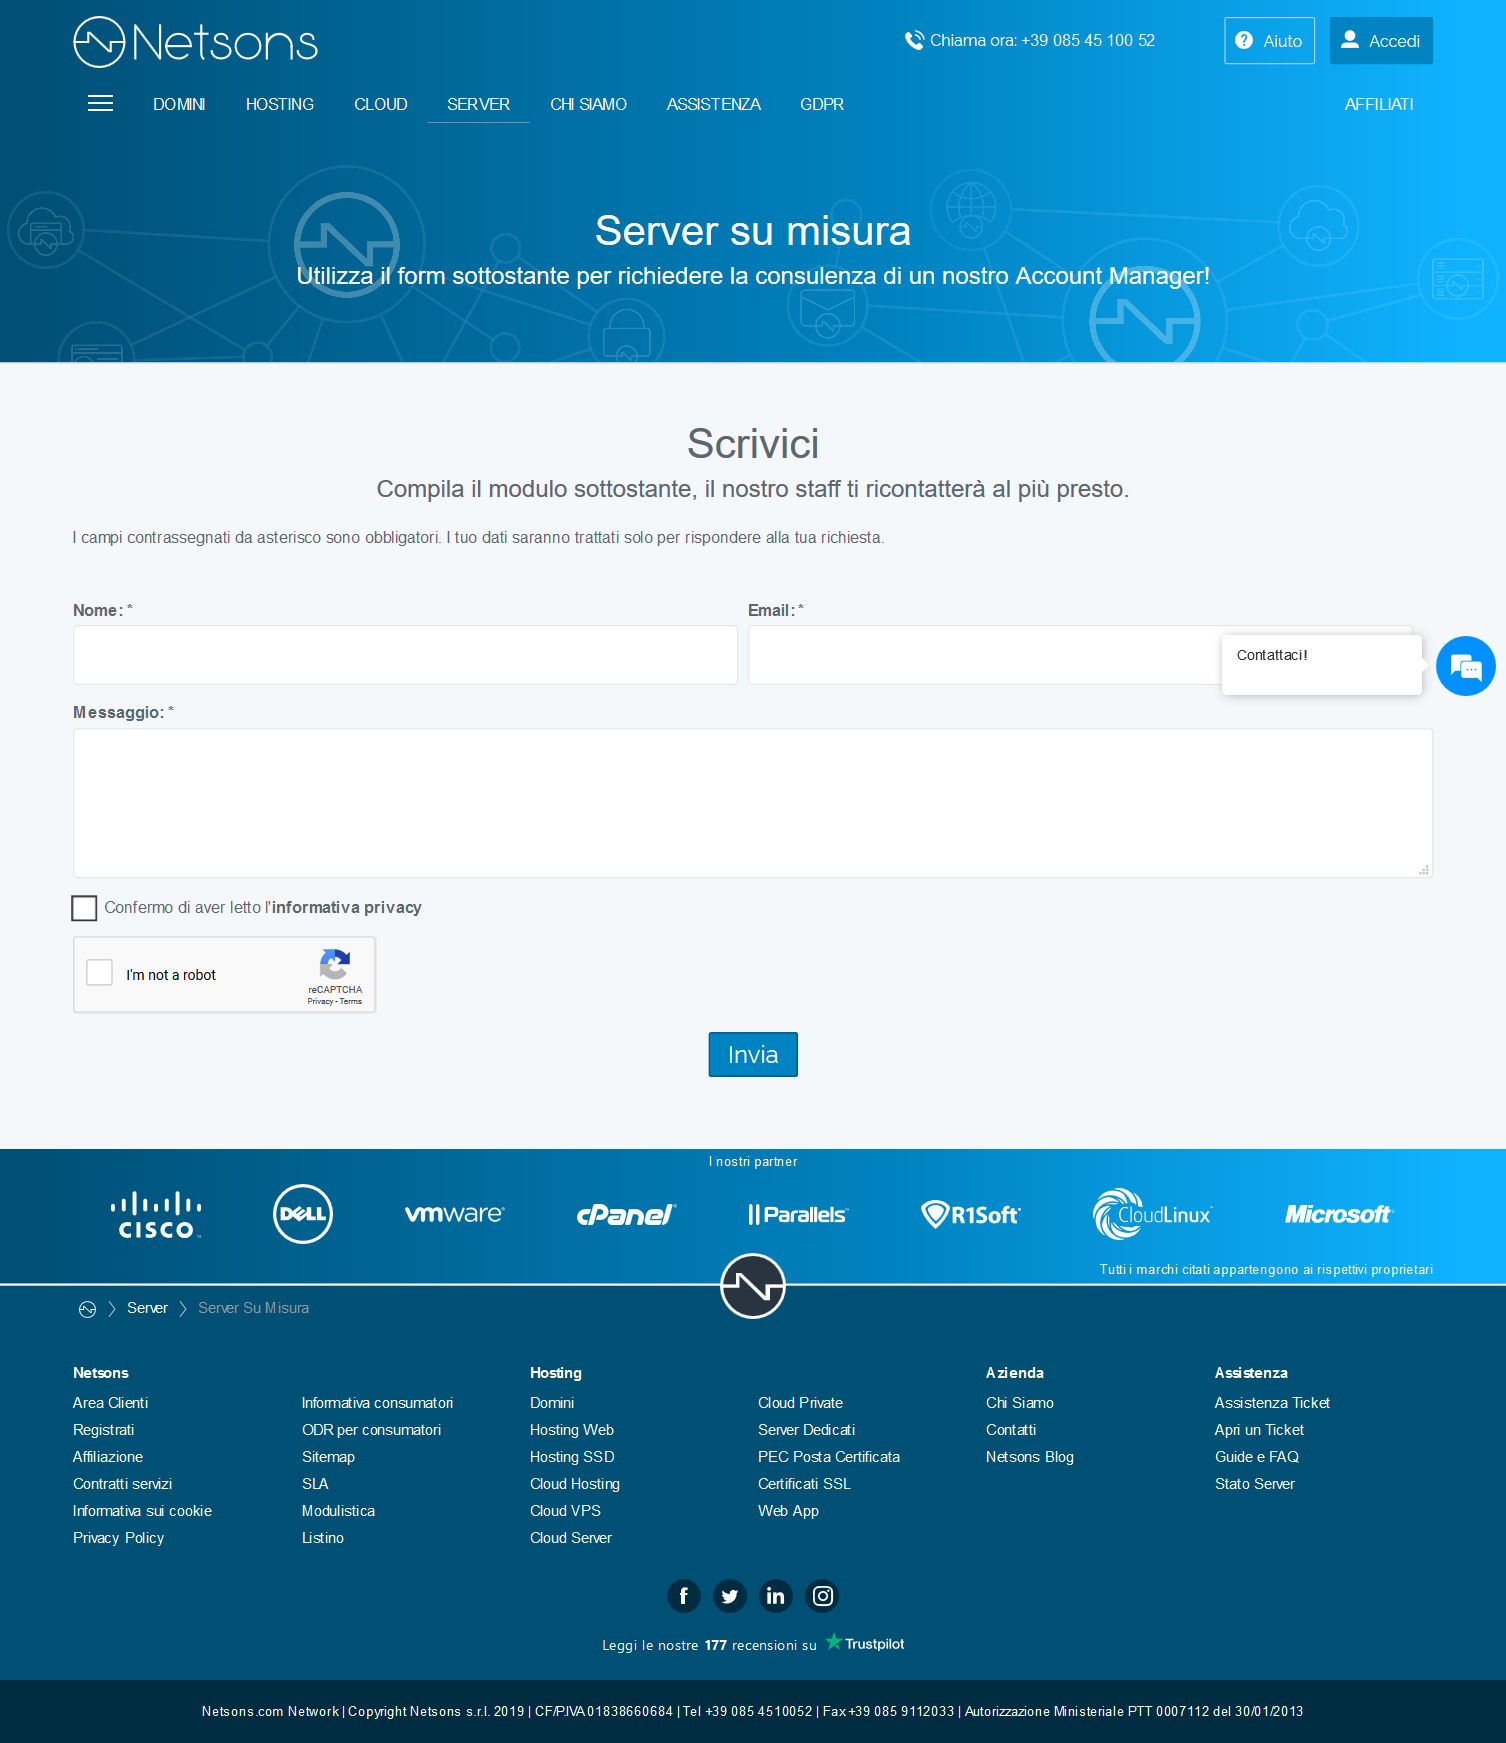 Netsons
Chiama ora: +39 085 45 100 52
Aiuto
Accedi
DOMINI
HOSTING
CLOUD
SERVER
CHI SIAMO
ASSISTENZA
GDPR
AFFILIATI
Server su misura
Utilizza il form sottostante per richiedere la consulenza di un nostro Account Manager!
Scrivici
Compila il modulo sottostante, il nostro staff ti ricontatterà al più presto.
I campi contrassegnati da asterisco sono obbligatori. I tuo dati saranno trattati solo per rispondere alla tua richiesta.
Nome: *
Email: *
Contattaci!
Messaggio: *
Confermo di aver letto l'informativa privacy
I'm not a robot
reCAPTCHA
Privacy - Terms
Invia
I nostri partner
CISCO
DELL
vmware
cPanel
Parallels
R1Soft
CloudLinux
Microsoft
Tutti i marchi citati appartengono ai rispettivi proprietari
Server
Server Su Misura
Netsons
Area Clienti
Registrati
Affiliazione
Contratti servizi
Informativa sui cookie
Privacy Policy
Informativa consumatori
ODR per consumatori
Sitemap
SLA
Modulistica
Listino
Hosting
Domini
Hosting Web
Hosting SSD
Cloud Hosting
Cloud VPS
Cloud Server
Cloud Private
Server Dedicati
PEC Posta Certificata
Certificati SSL
Web App
Azienda
Chi Siamo
Contatti
Netsons Blog
Assistenza
Assistenza Ticket
Apri un Ticket
Guide e FAQ
Stato Server
Leggi le nostre 177 recensioni su Trustpilot
Netsons.com Network | Copyright Netsons s.r.l. 2019 | CF/P.IVA 01838660684 | Tel +39 085 4510052 | Fax +39 085 9112033 | Autorizzazione Ministeriale PTT 0007112 del 30/01/2013